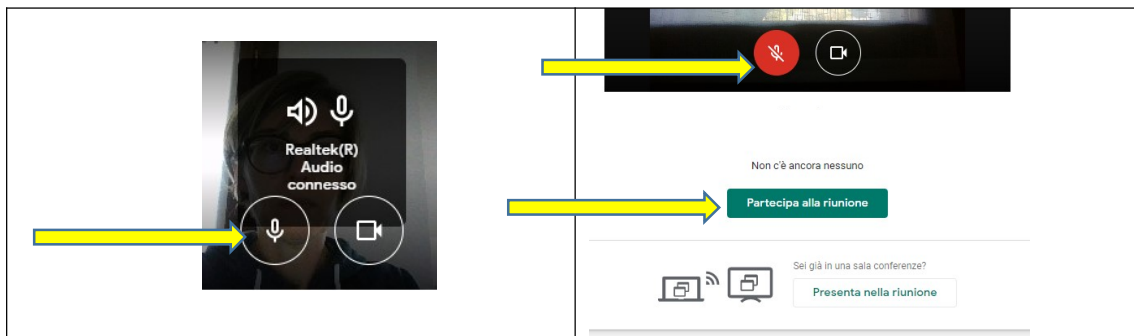 Realtek(R)
Audio
connesso
Non c'è ancora nessuno
Partecipa alla riunione
Sei già in una sala conferenze?
Presenta nella riunione